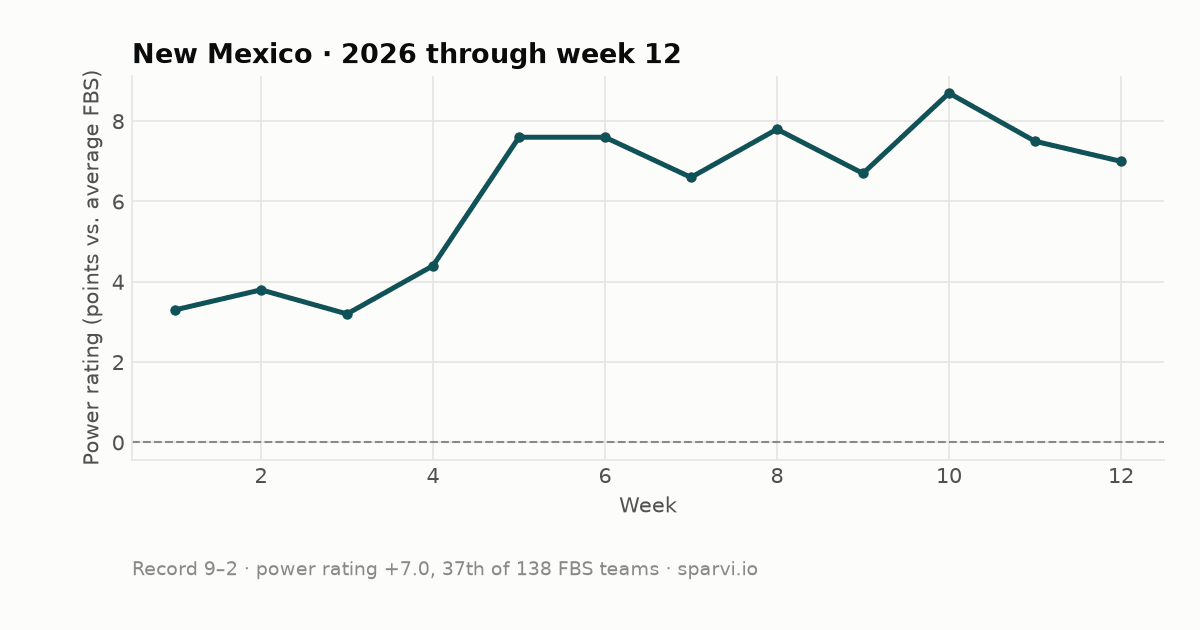 New Mexico · 2026 through week 12
Power rating (points vs. average FBS)
8
6
4
2
0
2
4
6
8
10
12
Week
Record 9–2 · power rating +7.0, 37th of 138 FBS teams · sparvi.io